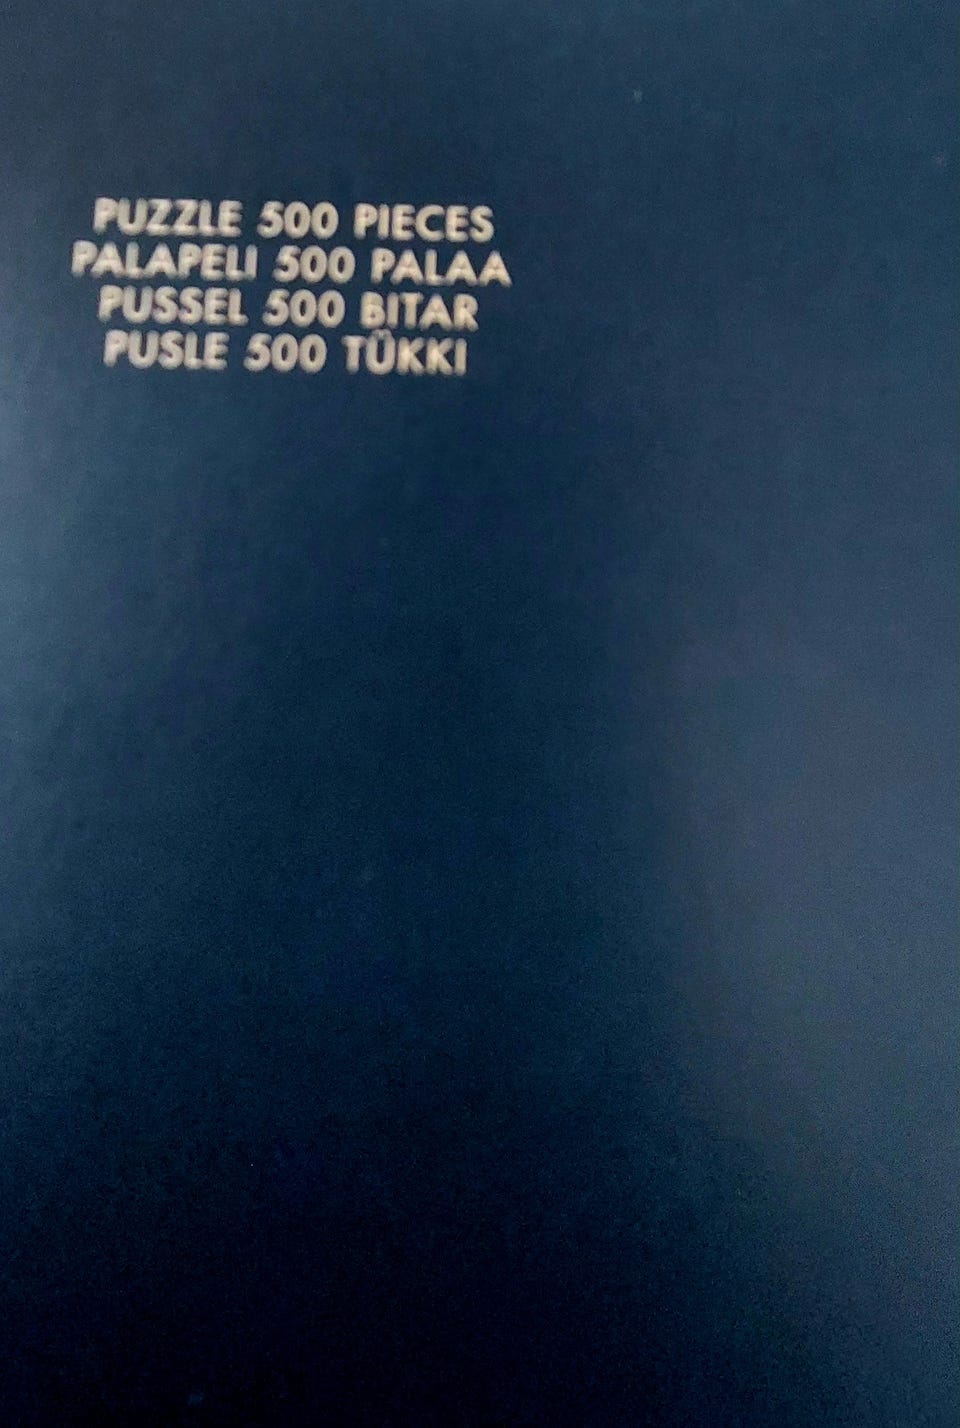 PUZZLE 500 PIECES
PALAPELI 500 PALAA
PUSSEL 500 BITAR
PUSLE 500 TÜKKI